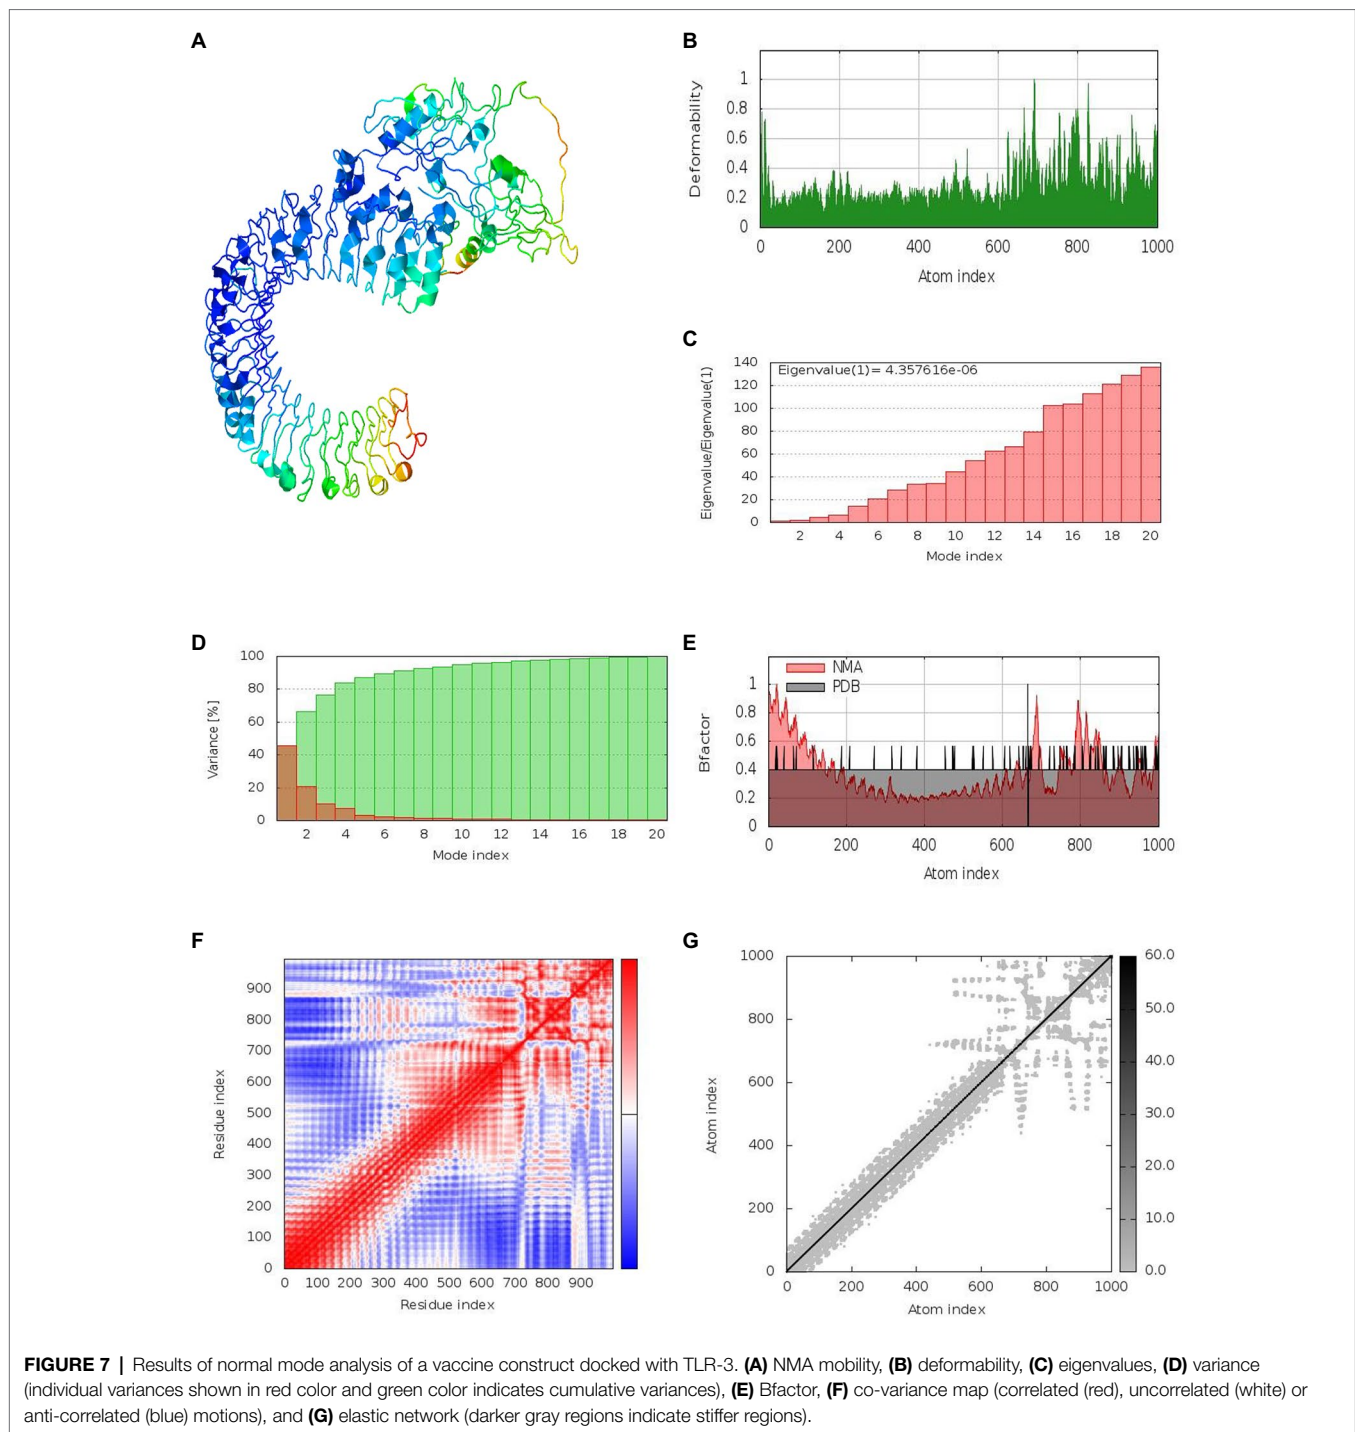 A
B
Deformability
1
0.8
0.6
0.4
0.2
0
0 200 400 600 800 1000
Atom index
C
Eigenvalue/Eigenvalue(1)
140
120
100
80
60
40
20
0
Eigenvalue(1)= 4.357616e-06
2 4 6 8 10 12 14 16 18 20
Mode index
D
Variance [%]
100
80
60
40
20
0
2 4 6 8 10 12 14 16 18 20
Mode index
E
Bfactor
1
0.8
0.6
0.4
0.2
0
NMA
PDB
0 200 400 600 800 1000
Atom index
F
Residue index
900
800
700
600
500
400
300
200
100
0
0 100 200 300 400 500 600 700 800 900
Residue index
G
Atom index
1000
800
600
400
200
0
0 200 400 600 800 1000
Atom index
60.0
50.0
40.0
30.0
20.0
10.0
0.0
FIGURE 7 | Results of normal mode analysis of a vaccine construct docked with TLR-3. (A) NMA mobility, (B) deformability, (C) eigenvalues, (D) variance
(individual variances shown in red color and green color indicates cumulative variances), (E) Bfactor, (F) co-variance map (correlated (red), uncorrelated (white) or
anti-correlated (blue) motions), and (G) elastic network (darker gray regions indicate stiffer regions).